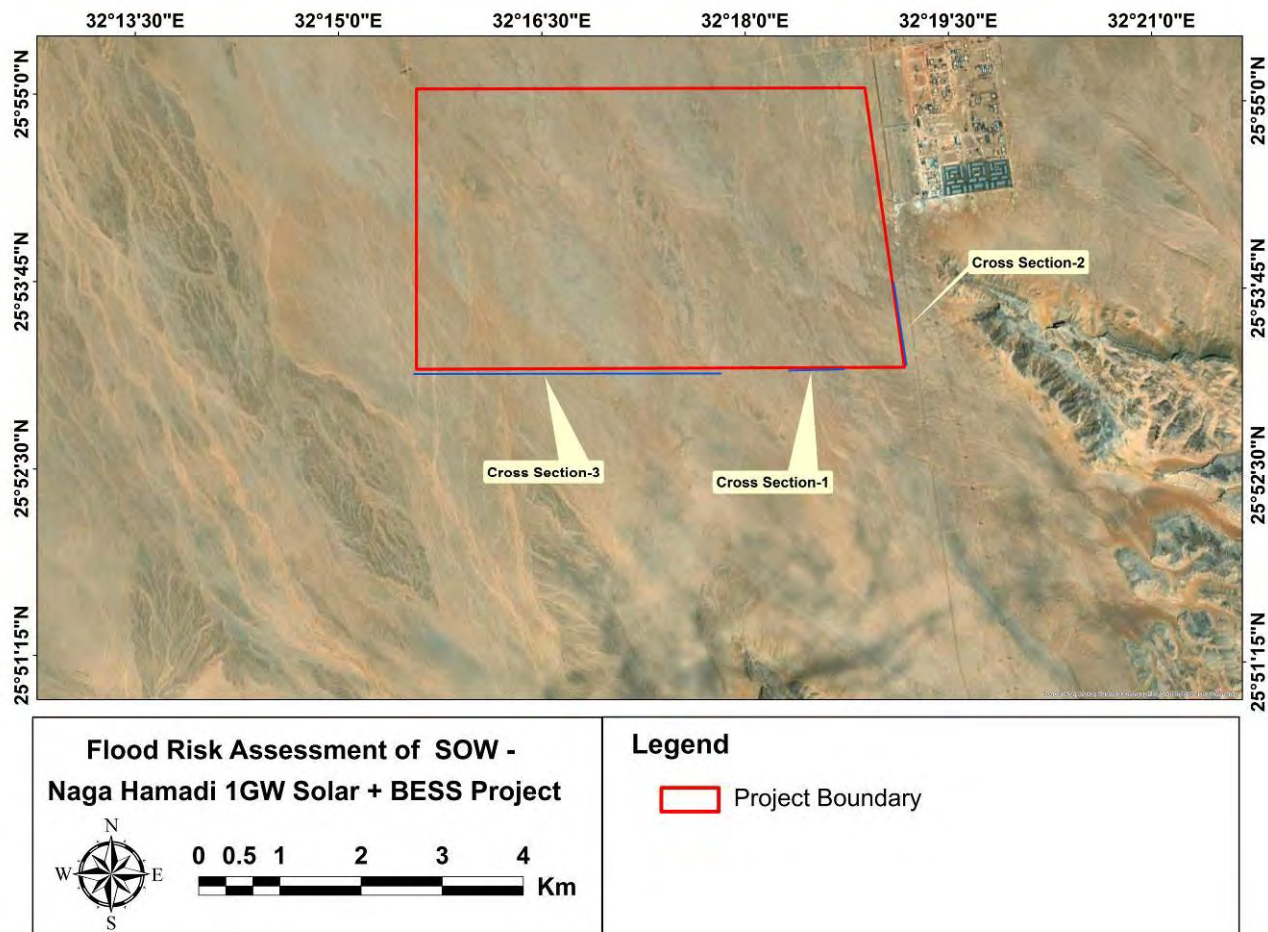 32°13'30"E 32°15'0"E 32°16'30"E 32°18'0"E 32°19'30"E 32°21'0"E
25°55'0"N 25°55'0"N
25°53'45"N 25°53'45"N
Cross Section-2
25°52'30"N 25°52'30"N
Cross Section-3
Cross Section-1
25°51'15"N 25°51'15"N
Flood Risk Assessment of SOW -
Naga Hamadi 1GW Solar + BESS Project
N
W E
S
0 0.5 1 2 3 4
Km
Legend
Project Boundary